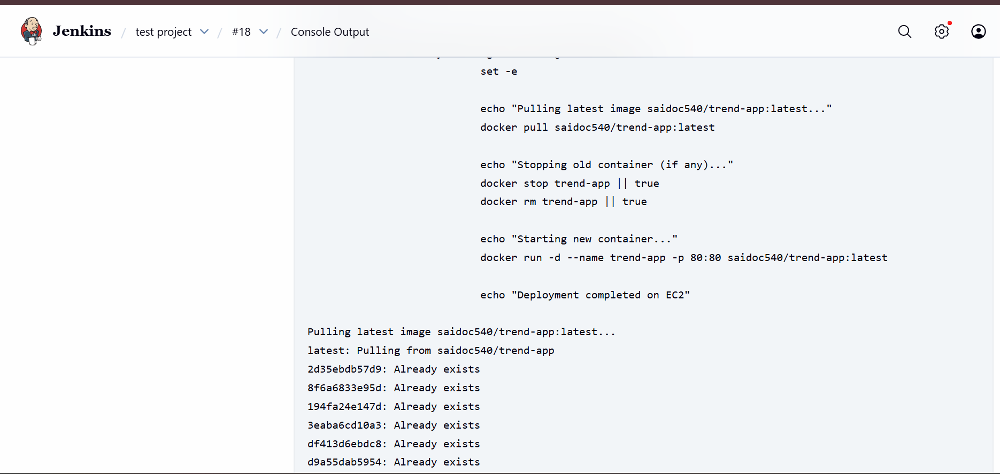 Jenkins / test project / #18 / Console Output
set -e
echo "Pulling latest image saidoc540/trend-app:latest..."
docker pull saidoc540/trend-app:latest
echo "Stopping old container (if any)..."
docker stop trend-app || true
docker rm trend-app || true
echo "Starting new container..."
docker run -d --name trend-app -p 80:80 saidoc540/trend-app:latest
echo "Deployment completed on EC2"
Pulling latest image saidoc540/trend-app:latest...
latest: Pulling from saidoc540/trend-app
2d35ebdb57d9: Already exists
8f6a6833e95d: Already exists
194fa24e147d: Already exists
3eaba6cd10a3: Already exists
df413d6ebdc8: Already exists
d9a55dab5954: Already exists